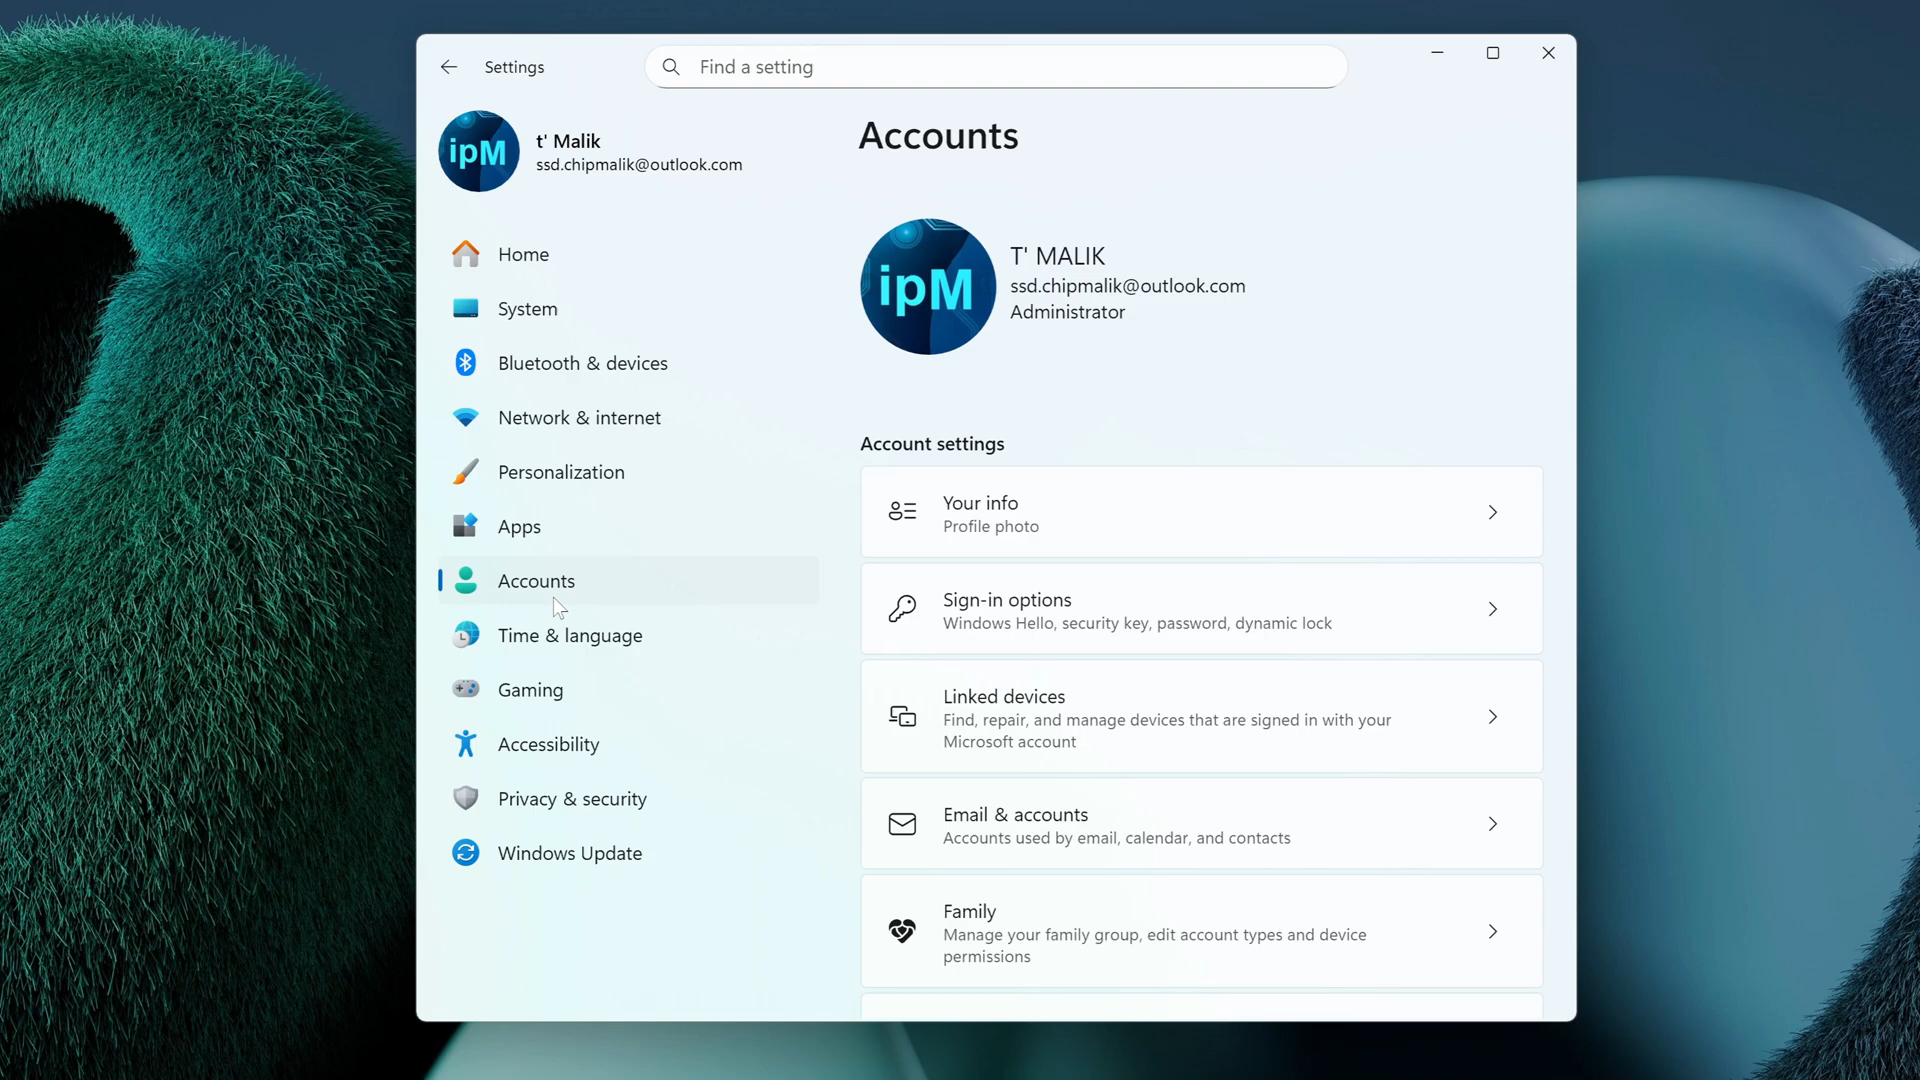 Settings
Find a setting
ipM
t' Malik
ssd.chipmalik@outlook.com
Home
System
Bluetooth & devices
Network & internet
Personalization
Apps
Accounts
Time & language
Gaming
Accessibility
Privacy & security
Windows Update
Accounts
ipM
T' MALIK
ssd.chipmalik@outlook.com
Administrator
Account settings
Your info
Profile photo
Sign-in options
Windows Hello, security key, password, dynamic lock
Linked devices
Find, repair, and manage devices that are signed in with your
Microsoft account
Email & accounts
Accounts used by email, calendar, and contacts
Family
Manage your family group, edit account types and device
permissions